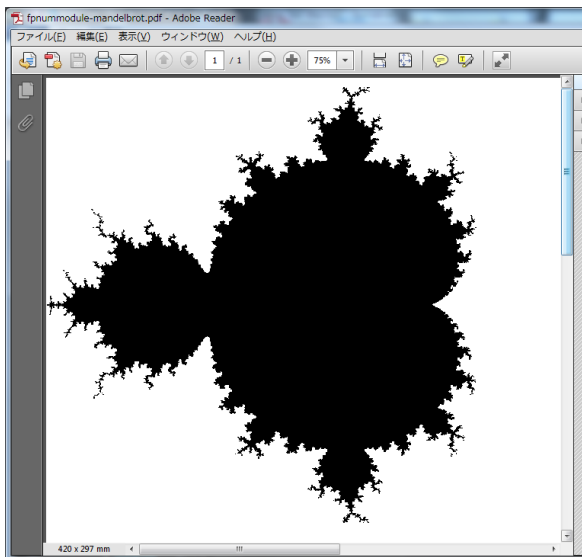 fpnummodule-mandelbrot.pdf - Adobe Reader
ファイル(F) 編集(E) 表示(V) ウィンドウ(W) ヘルプ(H)
1 / 1 75%
420 x 297 mm